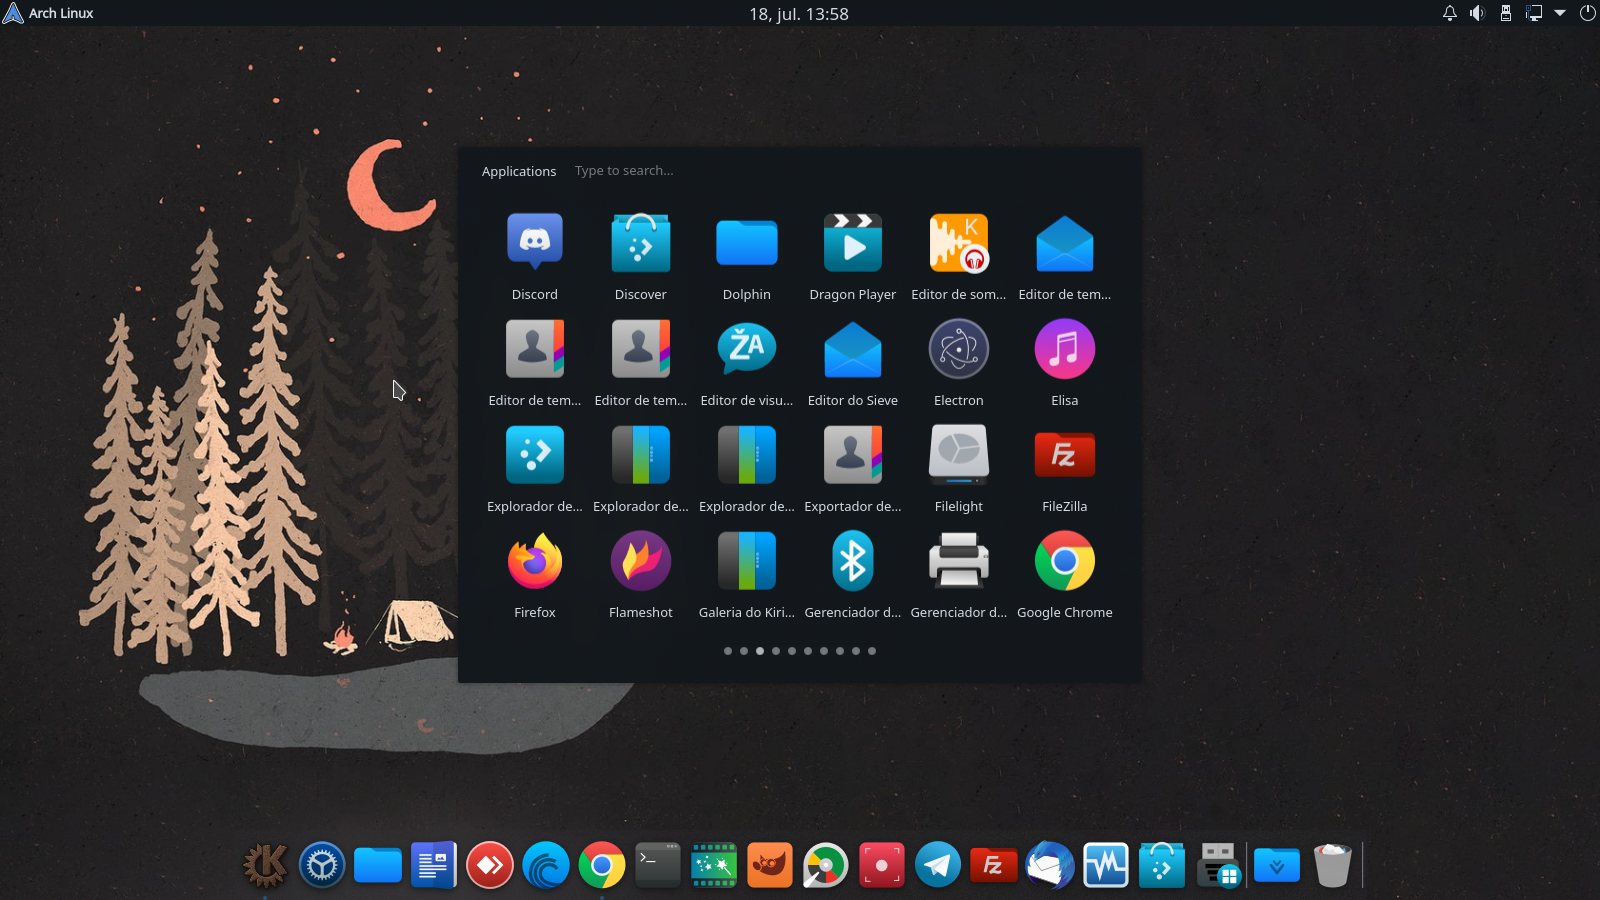 Arch Linux
18, jul. 13:58
Applications Type to search...
Discord Discover Dolphin Dragon Player Editor de som... Editor de tem...
Editor de tem... Editor de tem... Editor de visu... Editor do Sieve Electron Elisa
Explorador de... Explorador de... Explorador de... Exportador de... Filelight FileZilla
Firefox Flameshot Galeria do Kiri... Gerenciador d... Gerenciador d... Google Chrome